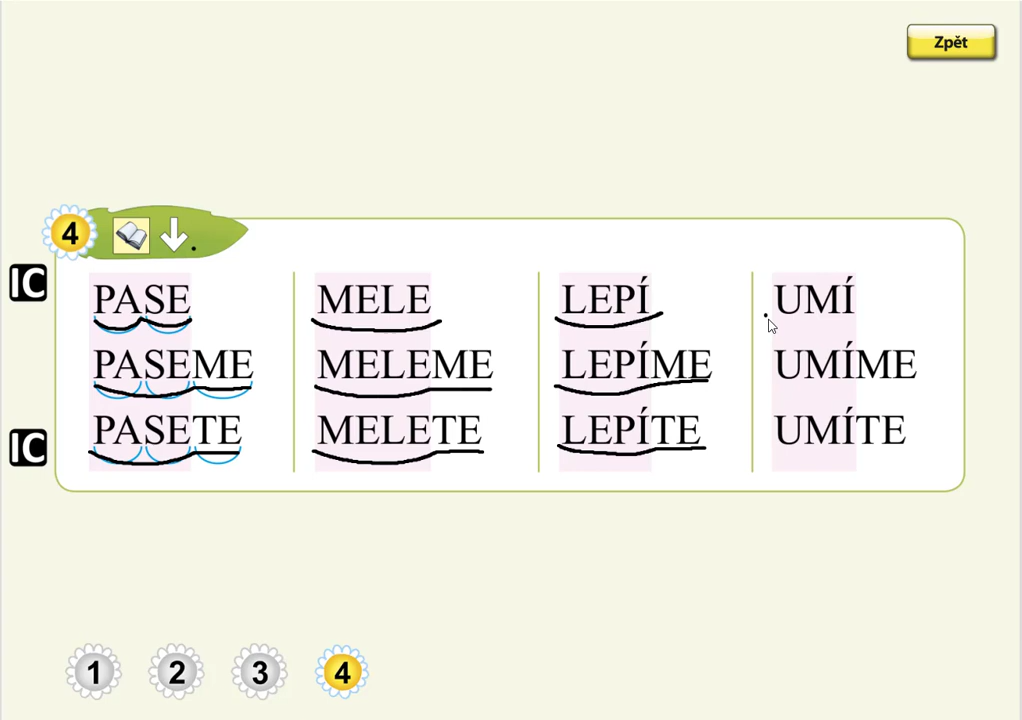 Zpět
4
IC
PASE MELE LEPÍ UMÍ
PASEME MELEME LEPÍME UMÍME
IC
PASETE MELETE LEPÍTE UMÍTE
1 2 3 4